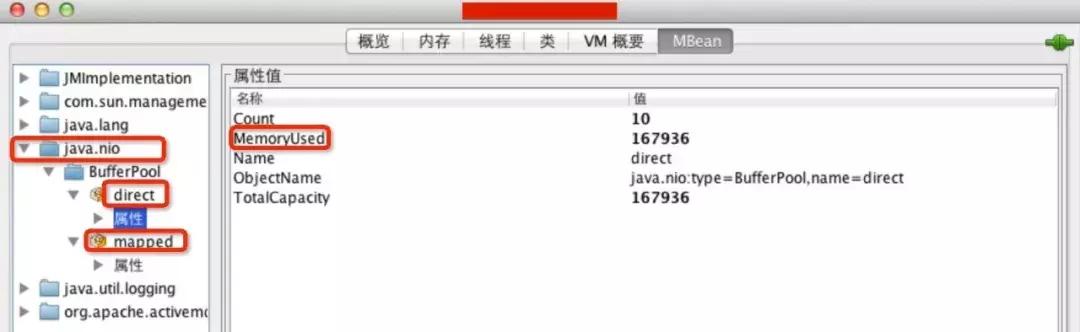 概览 内存 线程 类 VM 概要 MBean
JMImplementation
com.sun.manageme
java.lang
java.nio
BufferPool
direct
属性
mapped
属性
java.util.logging
org.apache.activemo
属性值
名称 值
Count 10
MemoryUsed 167936
Name direct
ObjectName java.nio:type=BufferPool,name=direct
TotalCapacity 167936